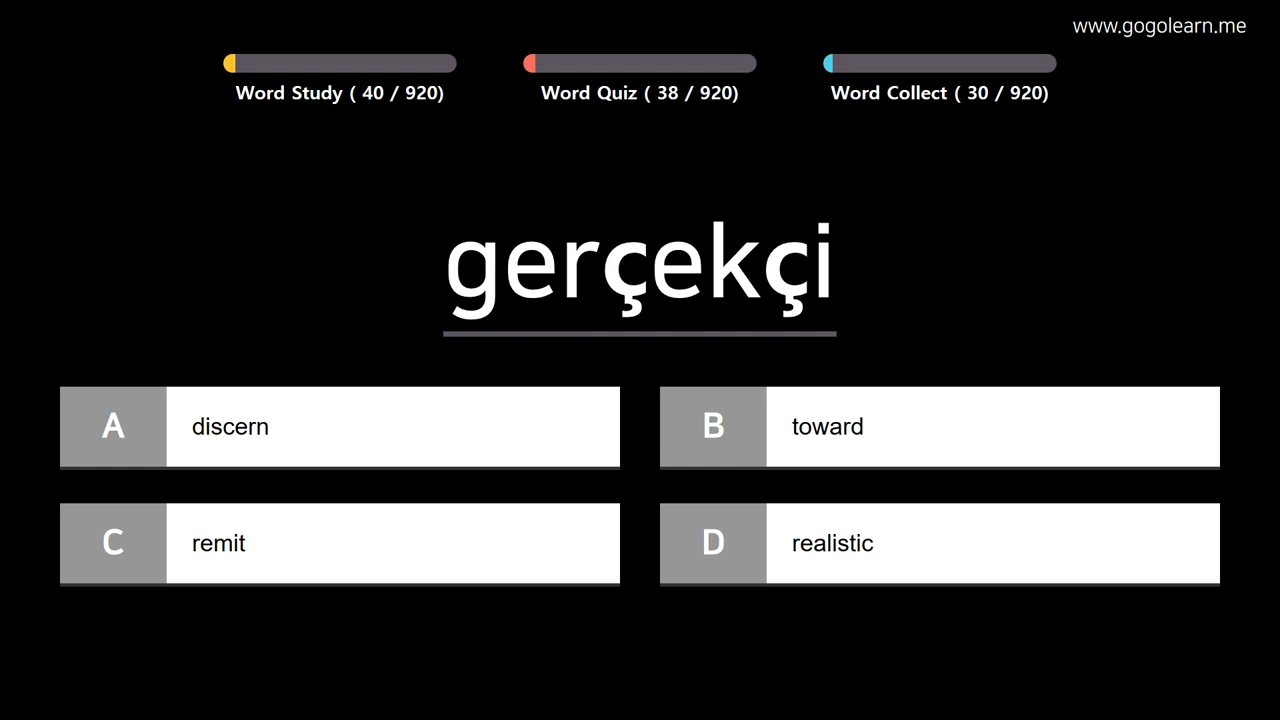 www.gogolearn.me
Word Study ( 40 / 920)
Word Quiz ( 38 / 920)
Word Collect ( 30 / 920)
gerçekçi
A discern
B toward
C remit
D realistic